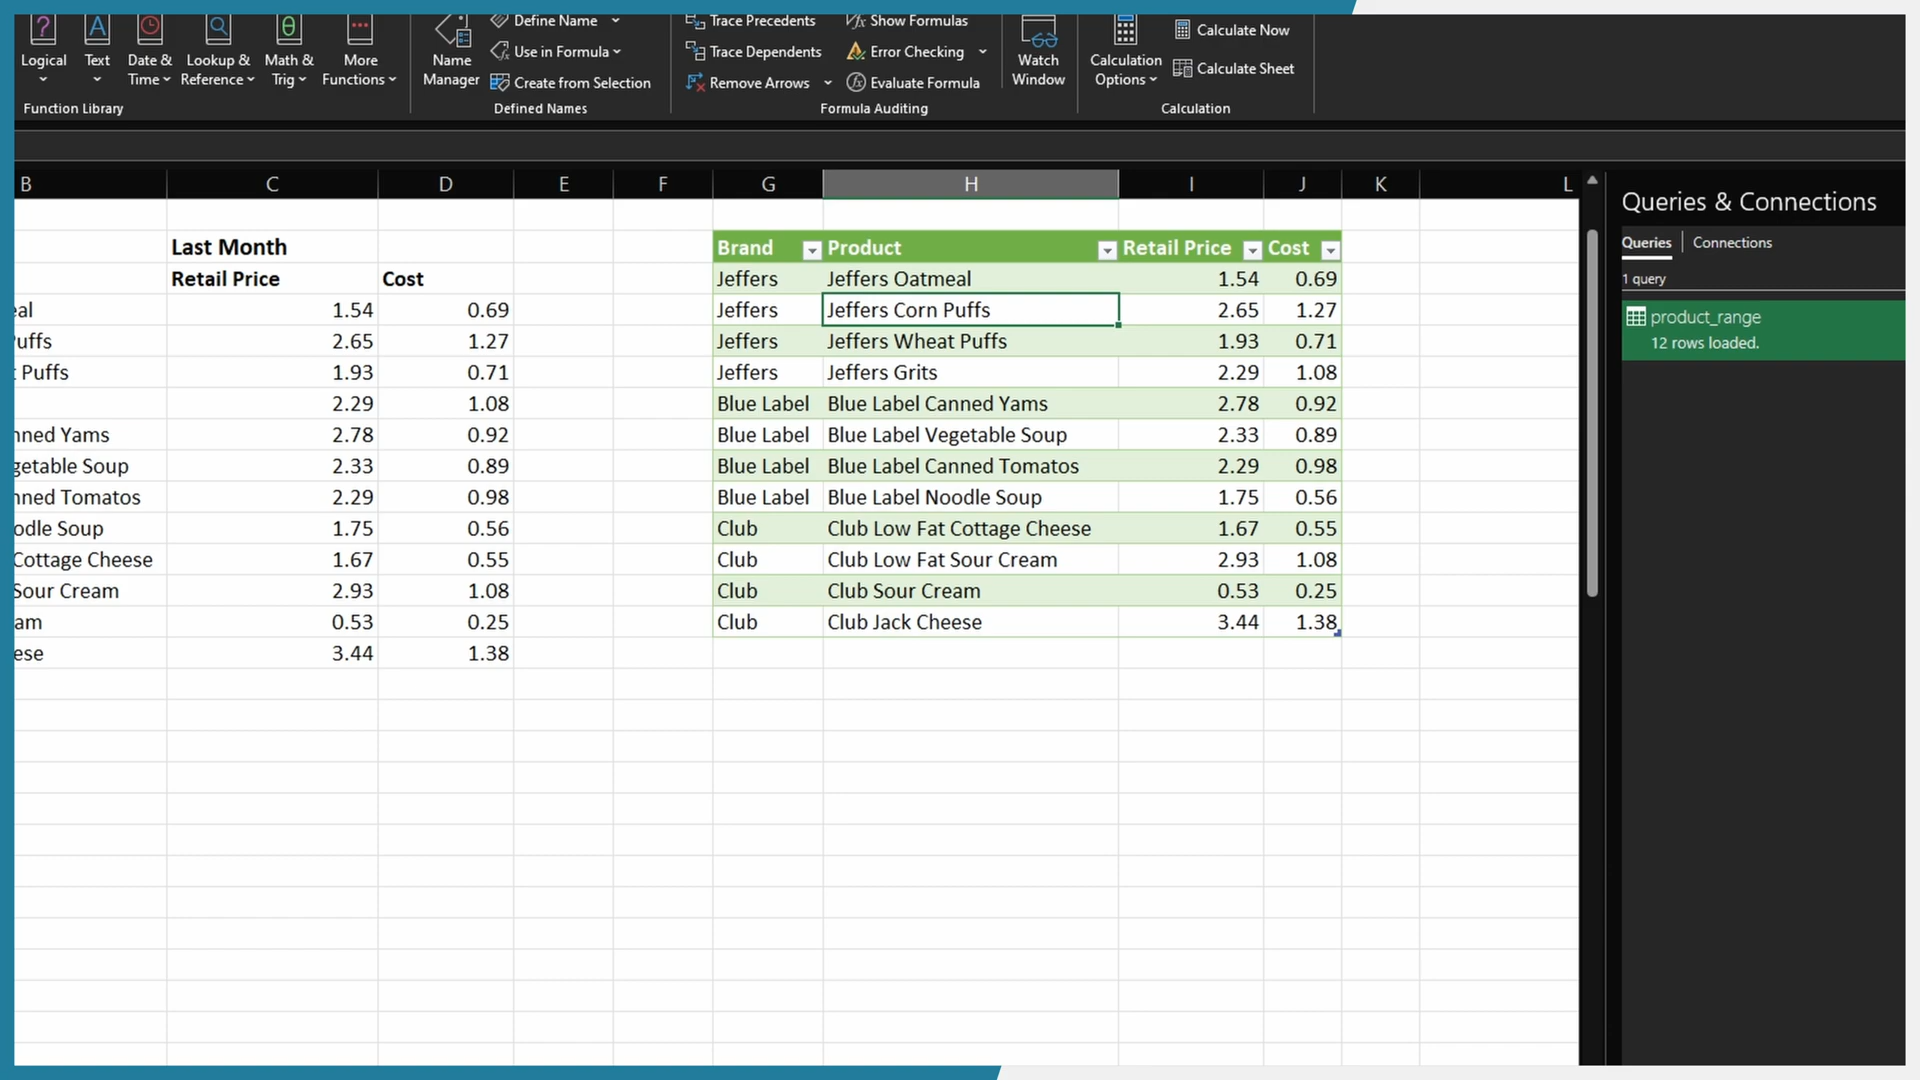 Logical
Text
Date &
Time
Lookup &
Reference
Math &
Trig
More
Functions
Function Library
Name
Manager
Define Name
Use in Formula
Create from Selection
Defined Names
Trace Precedents
Trace Dependents
Remove Arrows
Show Formulas
Error Checking
Evaluate Formula
Formula Auditing
Watch
Window
Calculation
Options
Calculate Now
Calculate Sheet
Calculation
B C D E F G H I J K L
Last Month
Retail Price Cost
eal 1.54 0.69
Puffs 2.65 1.27
t Puffs 1.93 0.71
2.29 1.08
nned Yams 2.78 0.92
getable Soup 2.33 0.89
nned Tomatos 2.29 0.98
odle Soup 1.75 0.56
Cottage Cheese 1.67 0.55
Sour Cream 2.93 1.08
am 0.53 0.25
ese 3.44 1.38
Brand Product Retail Price Cost
Jeffers Jeffers Oatmeal 1.54 0.69
Jeffers Jeffers Corn Puffs 2.65 1.27
Jeffers Jeffers Wheat Puffs 1.93 0.71
Jeffers Jeffers Grits 2.29 1.08
Blue Label Blue Label Canned Yams 2.78 0.92
Blue Label Blue Label Vegetable Soup 2.33 0.89
Blue Label Blue Label Canned Tomatos 2.29 0.98
Blue Label Blue Label Noodle Soup 1.75 0.56
Club Club Low Fat Cottage Cheese 1.67 0.55
Club Club Low Fat Sour Cream 2.93 1.08
Club Club Sour Cream 0.53 0.25
Club Club Jack Cheese 3.44 1.38
Queries & Connections
Queries | Connections
1 query
product_range
12 rows loaded.